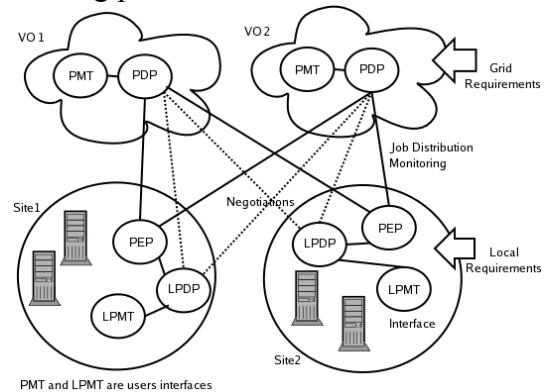 VO 1
VO 2
PMT
PDP
PMT
PDP
Grid
Requirements
Job Distribution
Monitoring
Site1
Negotiations
PEP
PEP
LPDP
LPDP
Local
Requirements
LPMT
LPMT
Interface
Site2
PMT and LPMT are users interfaces